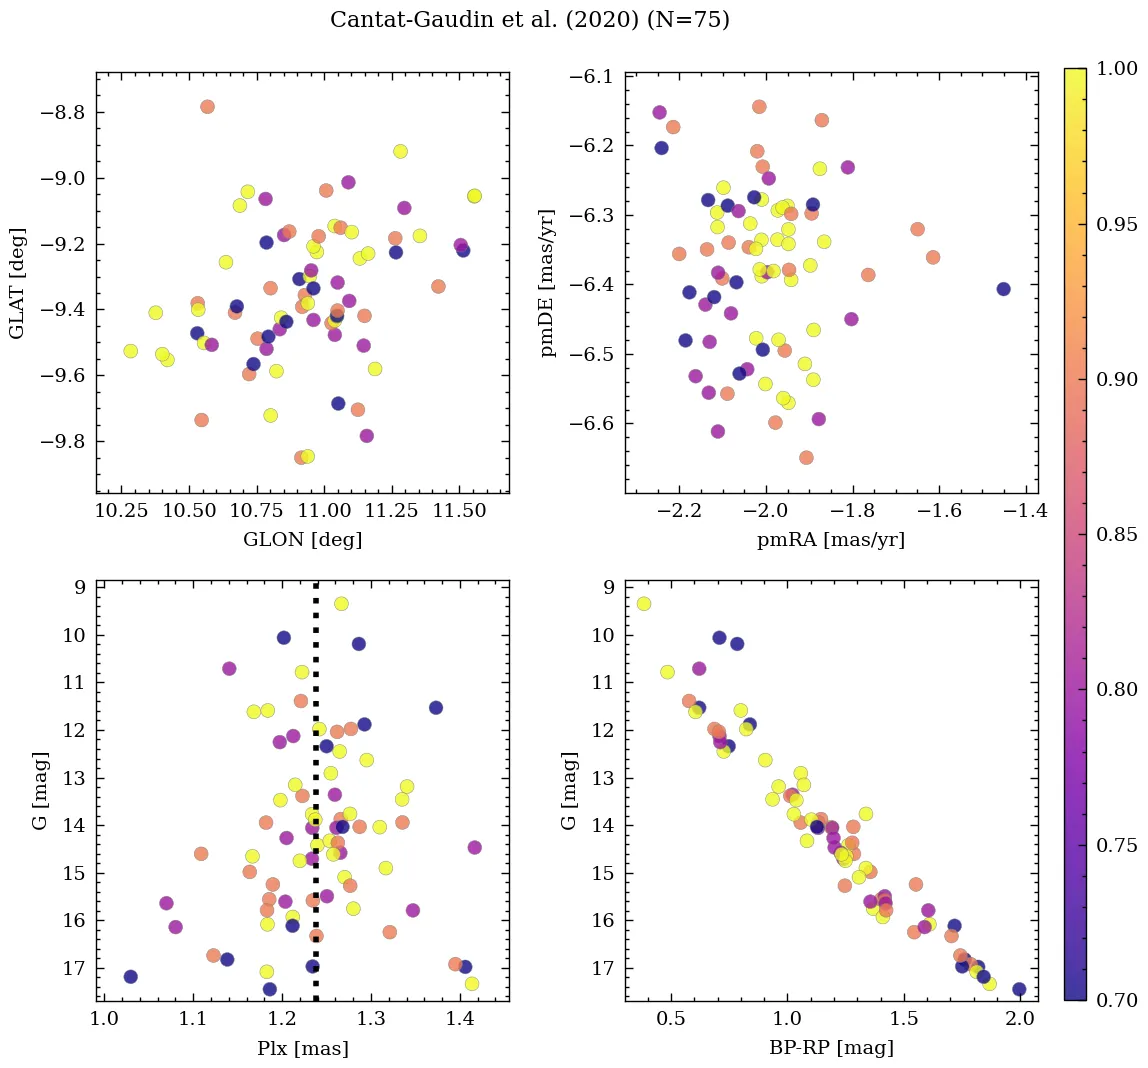 Cantat-Gaudin et al. (2020) (N=75)
−8.8
−9.0
−9.2
−9.4
−9.6
−9.8
GLAT [deg]
10.25 10.50 10.75 11.00 11.25 11.50
GLON [deg]
−6.1
−6.2
−6.3
−6.4
−6.5
−6.6
pmDE [mas/yr]
−2.2 −2.0 −1.8 −1.6 −1.4
pmRA [mas/yr]
9
10
11
12
13
14
15
16
17
G [mag]
1.0 1.1 1.2 1.3 1.4
Plx [mas]
9
10
11
12
13
14
15
16
17
G [mag]
0.5 1.0 1.5 2.0
BP-RP [mag]
1.00
0.95
0.90
0.85
0.80
0.75
0.70